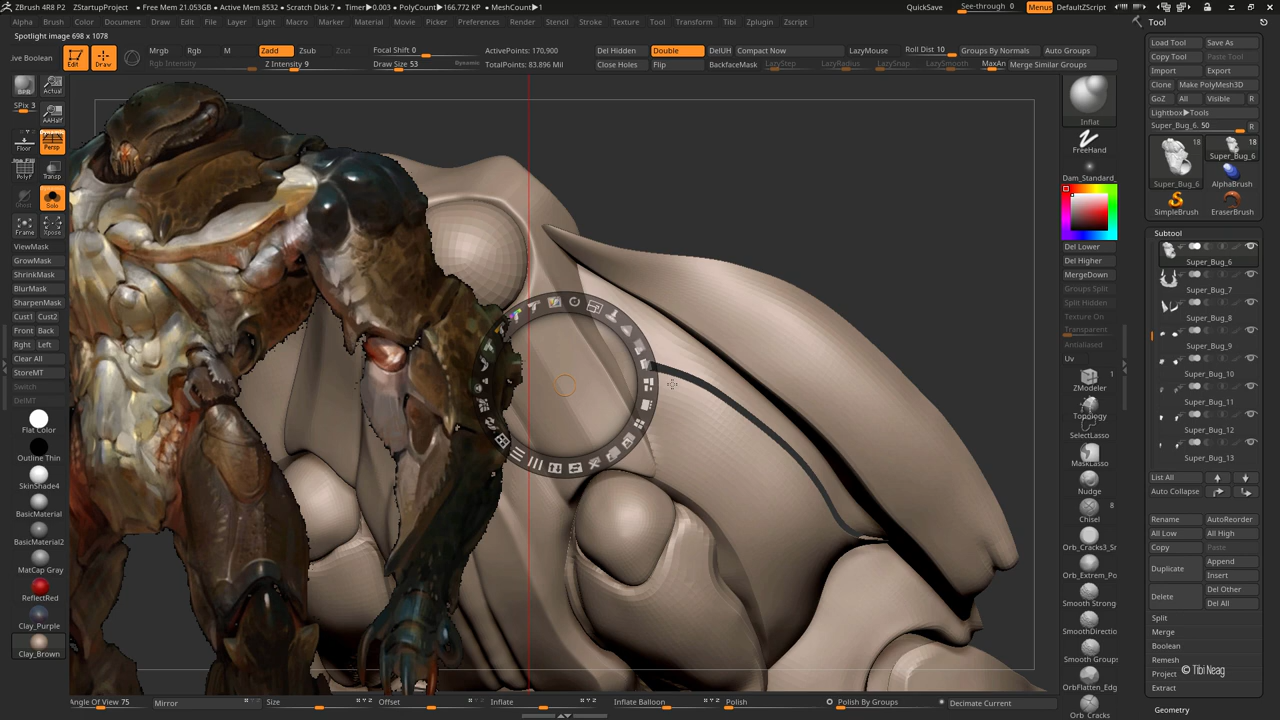 ZBrush 4R8 P2 ZStartupProject • Free Mem 21.053GB • Active Mem 8532 • Scratch Disk 7 • Timer▶0.003 • PolyCount▶166.772 KP • MeshCount▶1 QuickSave See-through 0 Menus DefaultZScript
Alpha Brush Color Document Draw Edit File Layer Light Macro Marker Material Movie Picker Preferences Render Stencil Stroke Texture Tool Transform Tibi Zplugin Zscript
Spotlight image 698 x 1078
ive Boolean Edit Draw Mrgb Rgb M Zadd Zsub Zcut Focal Shift 0 ActivePoints: 170,900 Del Hidden Double DelUH Compact Now LazyMouse Roll Dist 10 Groups By Normals Auto Groups
Rgb Intensity Z Intensity 9 Draw Size 53 Dynamic TotalPoints: 83.896 Mil Close Holes Flip BackfaceMask LazyStep LazyRadius LazySnap LazySmooth MaxAn Merge Similar Groups
BPR Actual
SPix 3 AAHalf
Floor Persp
PolyF Transp
Ghost Solo
Frame Xpose
ViewMask
GrowMask
ShrinkMask
BlurMask
SharpenMask
Cust1 Cust2
Front Back
Rght Left
Clear All
StoreMT
Switch
DelMT
Flat Color
Outline Thin
SkinShade4
BasicMaterial
BasicMaterial2
MatCap Gray
ReflectRed
Clay_Purple
Clay_Brown
Inflat
FreeHand
Dam_Standard_
Del Lower
Del Higher
MergeDown
Groups Split
Split Hidden
Texture On
Transparent
Antialiased
Uv
ZModeler 1
Topology
SelectLasso
MaskLasso
Nudge
Chisel 8
Orb_Cracks3_Sr
Orb_Extrem_Po
Smooth Strong
SmoothDirectio
Smooth Groups
OrbFlatten_Edg
Orb_Cracks
Tool
Load Tool Save As
Copy Tool Paste Tool
Import Export
Clone Make PolyMesh3D
GoZ All Visible R
Lightbox▶Tools
Super_Bug_6. 50 R
18 18
Super_Bug_6
Super_Bug_6 AlphaBrush
SimpleBrush EraserBrush
Subtool
Super_Bug_6
Super_Bug_7
Super_Bug_8
Super_Bug_9
Super_Bug_10
Super_Bug_11
Super_Bug_12
Super_Bug_13
List All
Auto Collapse
Rename AutoReorder
All Low All High
Copy Paste
Duplicate Append
Insert
Delete Del Other
Del All
Split
Merge
Boolean
Remesh
Project
Extract
© Tibi Neag
Geometry
Angle Of View 75 Mirror Size Offset Inflate Inflate Balloon Polish Polish By Groups Decimate Current